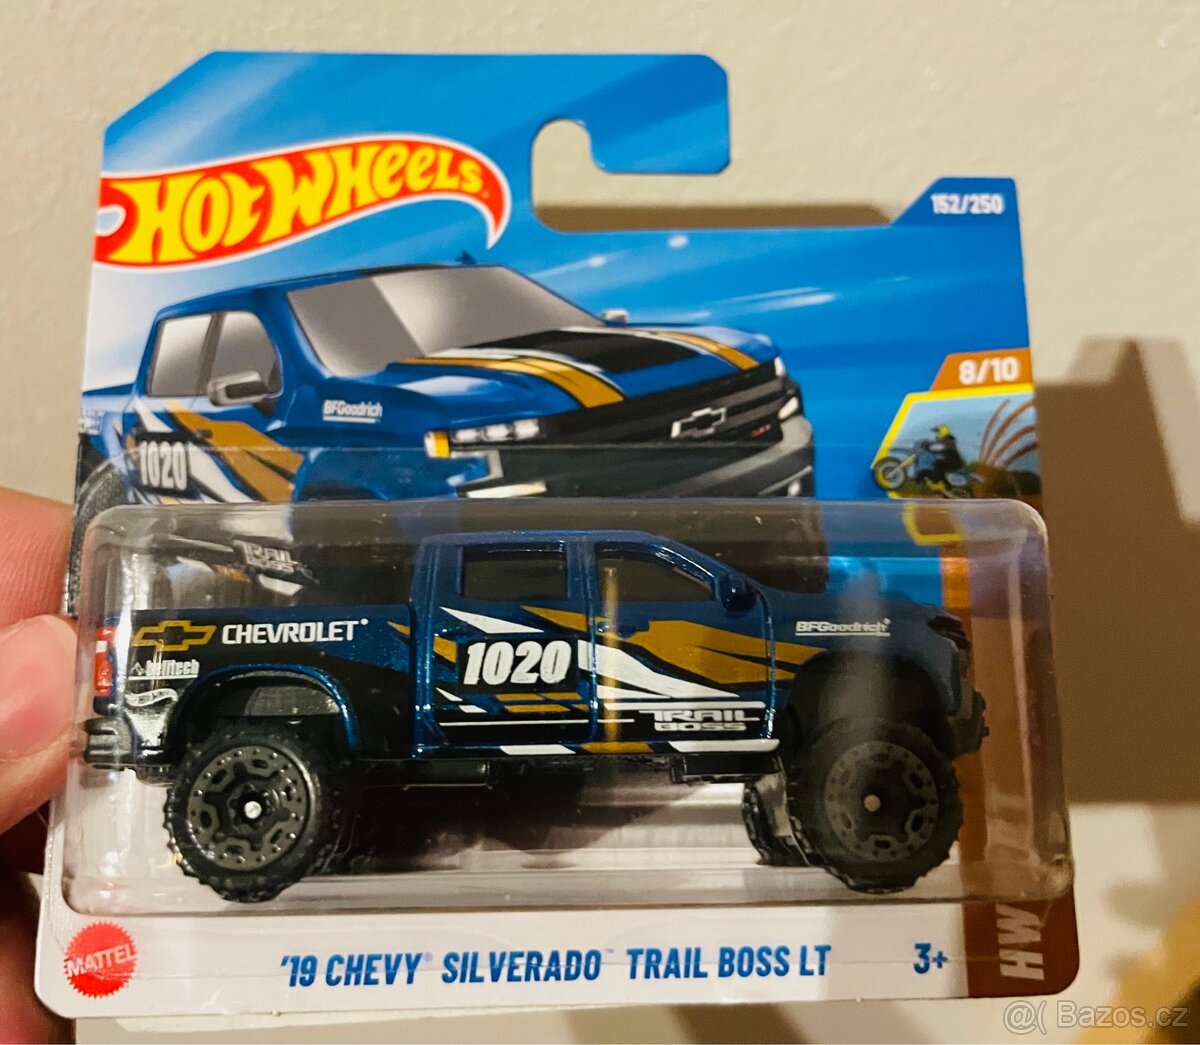 HOT WHEELS
152/250
8/10
BFGoodrich
1020
TRAIL
BOSS
CHEVROLET
BFGoodrich
1020
TRAIL
BOSS
MATTEL
'19 CHEVY® SILVERADO™ TRAIL BOSS LT
3+
HW
@( Bazos.cz